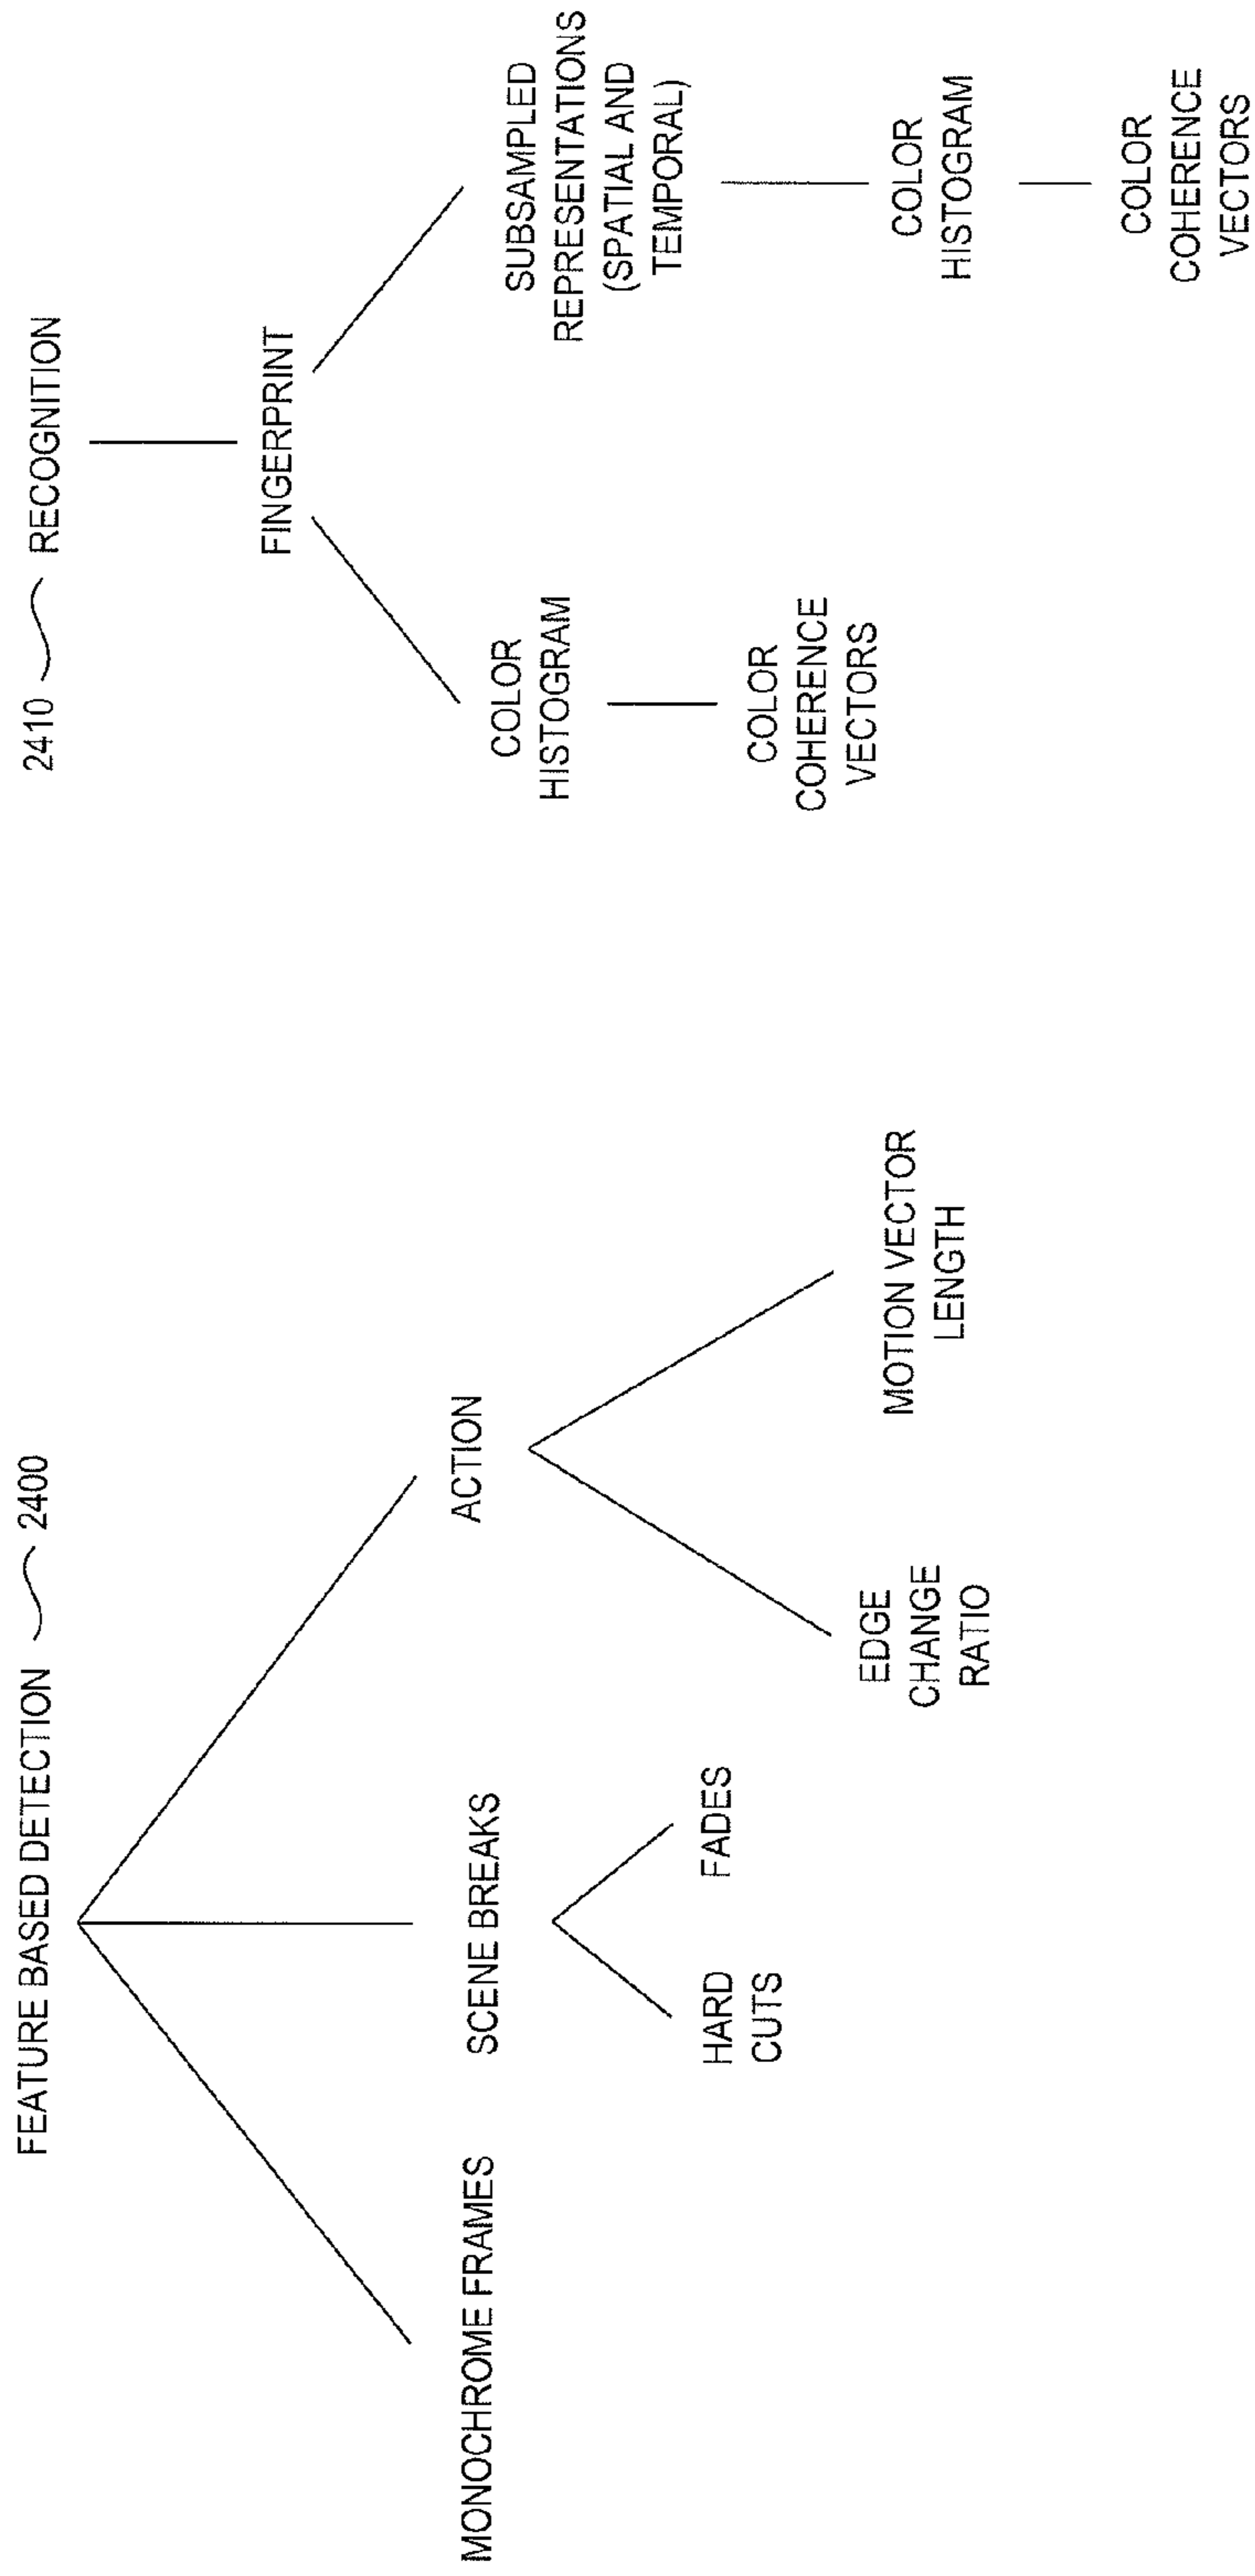 FEATURE BASED DETECTION 2400
MONOCHROME FRAMES
SCENE BREAKS
ACTION
HARD
CUTS
FADES
EDGE
CHANGE
RATIO
MOTION VECTOR
LENGTH
2410 RECOGNITION
FINGERPRINT
COLOR
HISTOGRAM
COLOR
COHERENCE
VECTORS
SUBSAMPLED
REPRESENTATIONS
(SPATIAL AND
TEMPORAL)
COLOR
HISTOGRAM
COLOR
COHERENCE
VECTORS